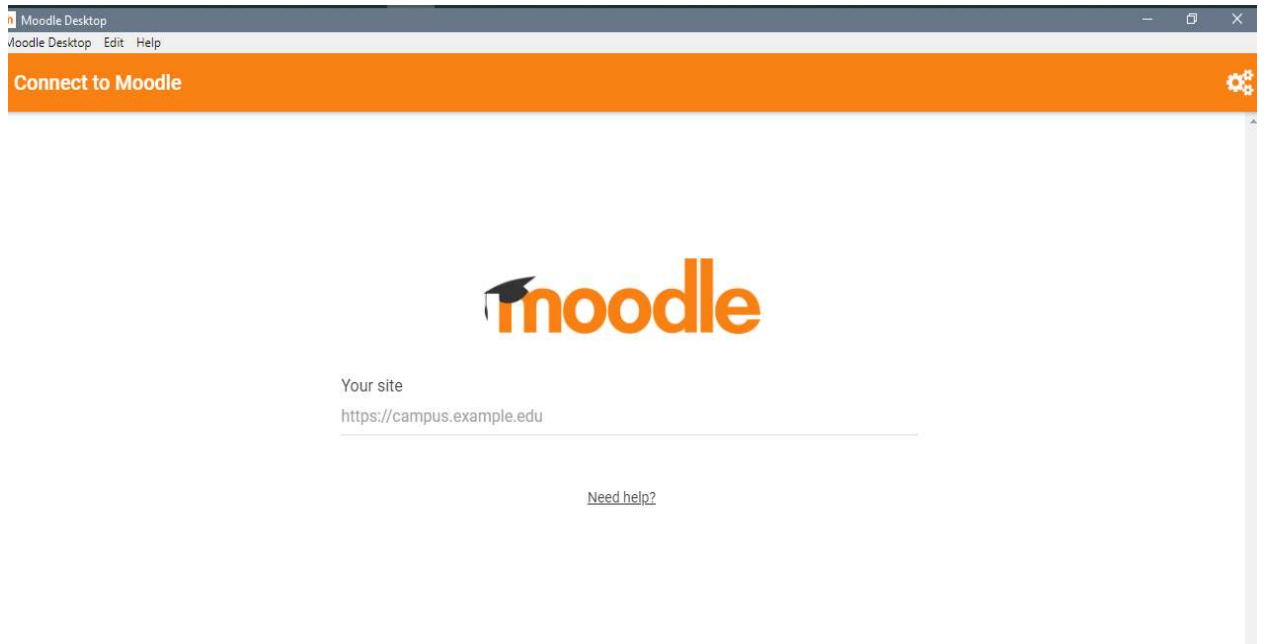 Moodle Desktop
Moodle Desktop Edit Help
Connect to Moodle
moodle
Your site
https://campus.example.edu
Need help?